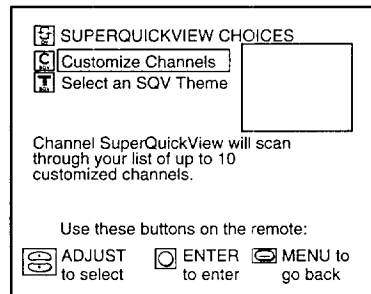 SUPERQUICKVIEW CHOICES
C Customize Channels
T Select an SQV Theme
Channel SuperQuickView will scan
through your list of up to 10
customized channels.
Use these buttons on the remote:
ADJUST
to select
ENTER
to enter
MENU to
go back